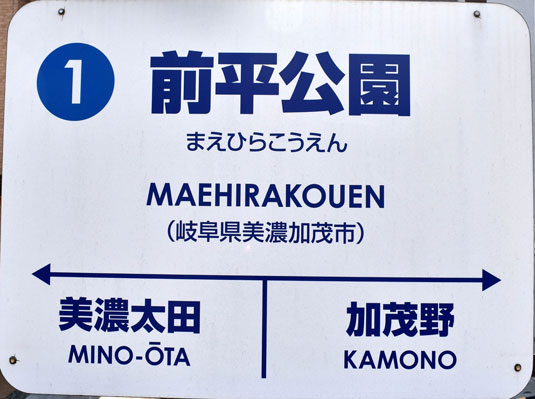 1 前平公園
まえひらこうえん
MAEHIRAKOUEN
(岐阜県美濃加茂市)
美濃太田 加茂野
MINO-ŌTA KAMONO